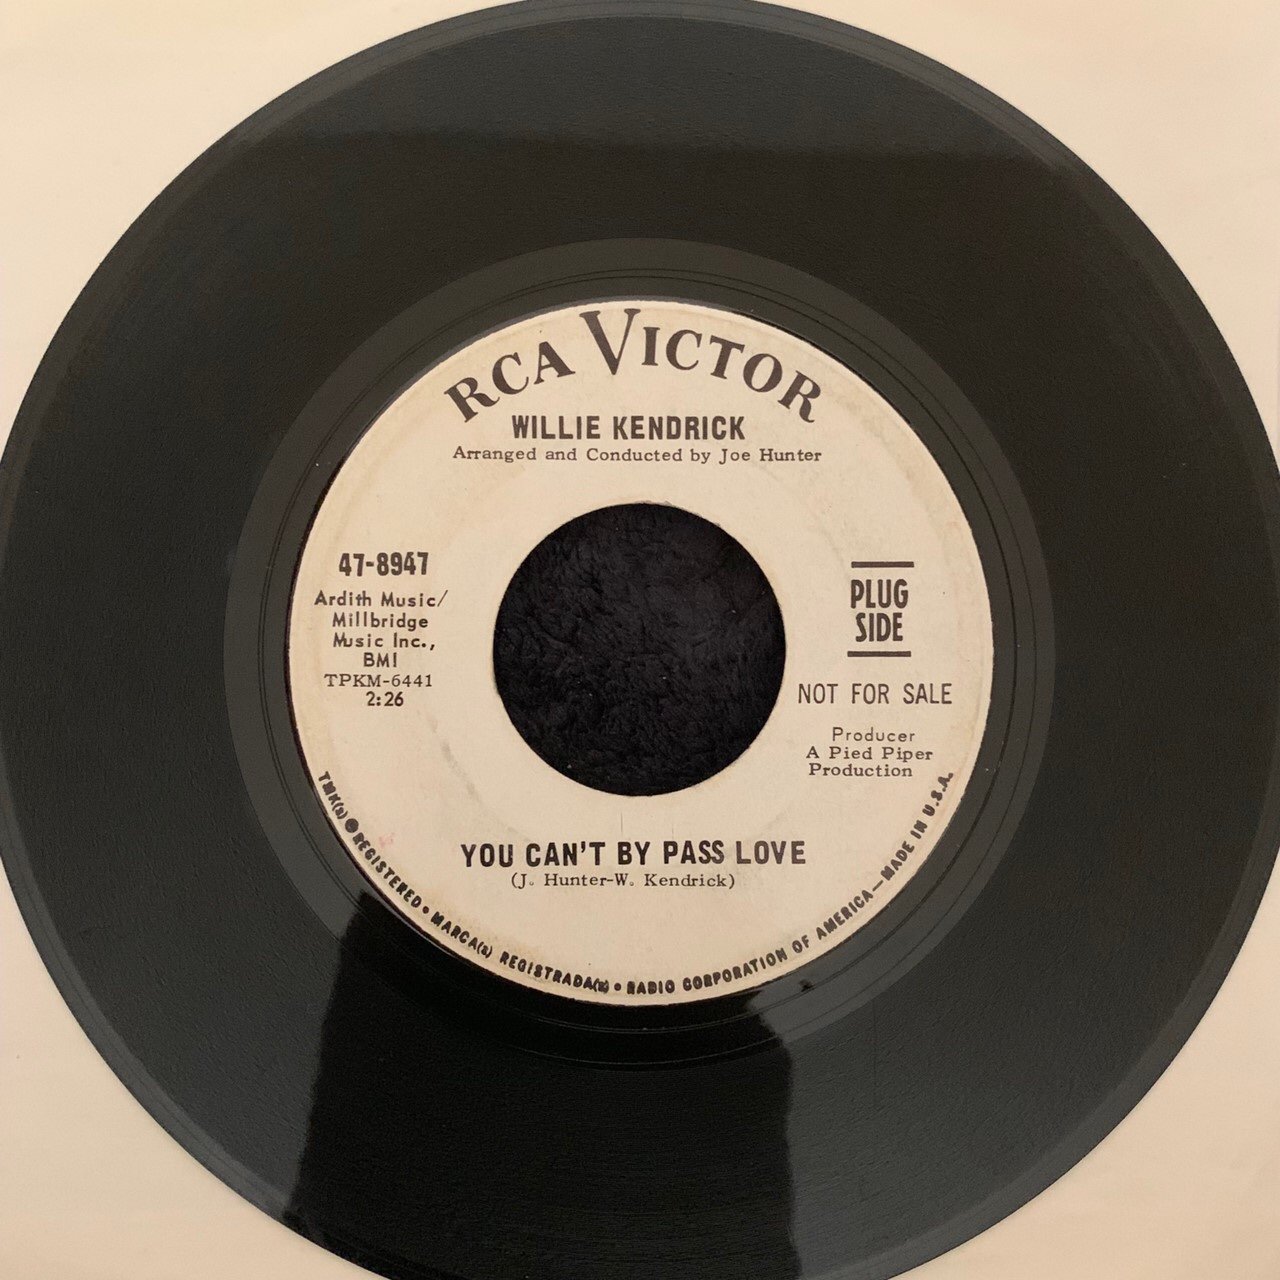 RCA VICTOR
WILLIE KENDRICK
Arranged and Conducted by Joe Hunter
47-8947
Ardith Music/
Millbridge
Music Inc.,
BMI
TPKM-6441
2:26
PLUG
SIDE
NOT FOR SALE
Producer
A Pied Piper
Production
YOU CAN'T BY PASS LOVE
(J. Hunter-W. Kendrick)
TMK(s) ® REGISTERED • MARCA(s) REGISTRADA(s) • RADIO CORPORATION OF AMERICA—MADE IN U.S.A.